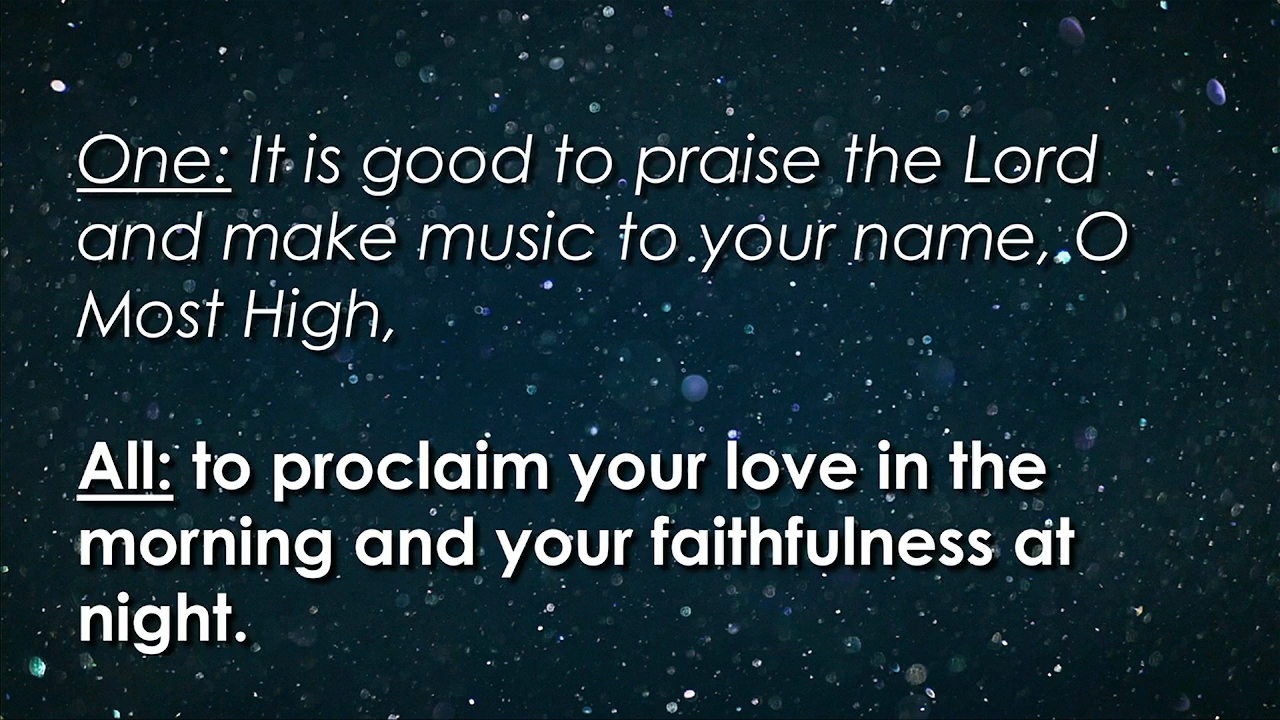 One: It is good to praise the Lord
and make music to your name, O
Most High,
All: to proclaim your love in the
morning and your faithfulness at
night.